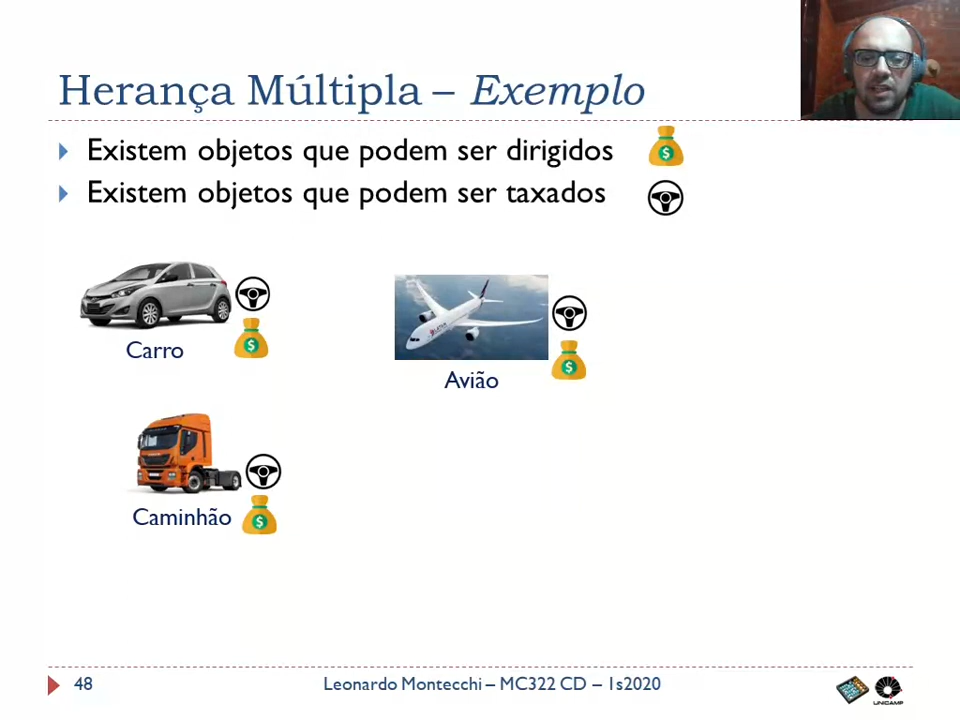 Herança Múltipla – Exemplo
Existem objetos que podem ser dirigidos
Existem objetos que podem ser taxados
Carro
Avião
Caminhão
48
Leonardo Montecchi – MC322 CD – 1s2020
UNICAMP